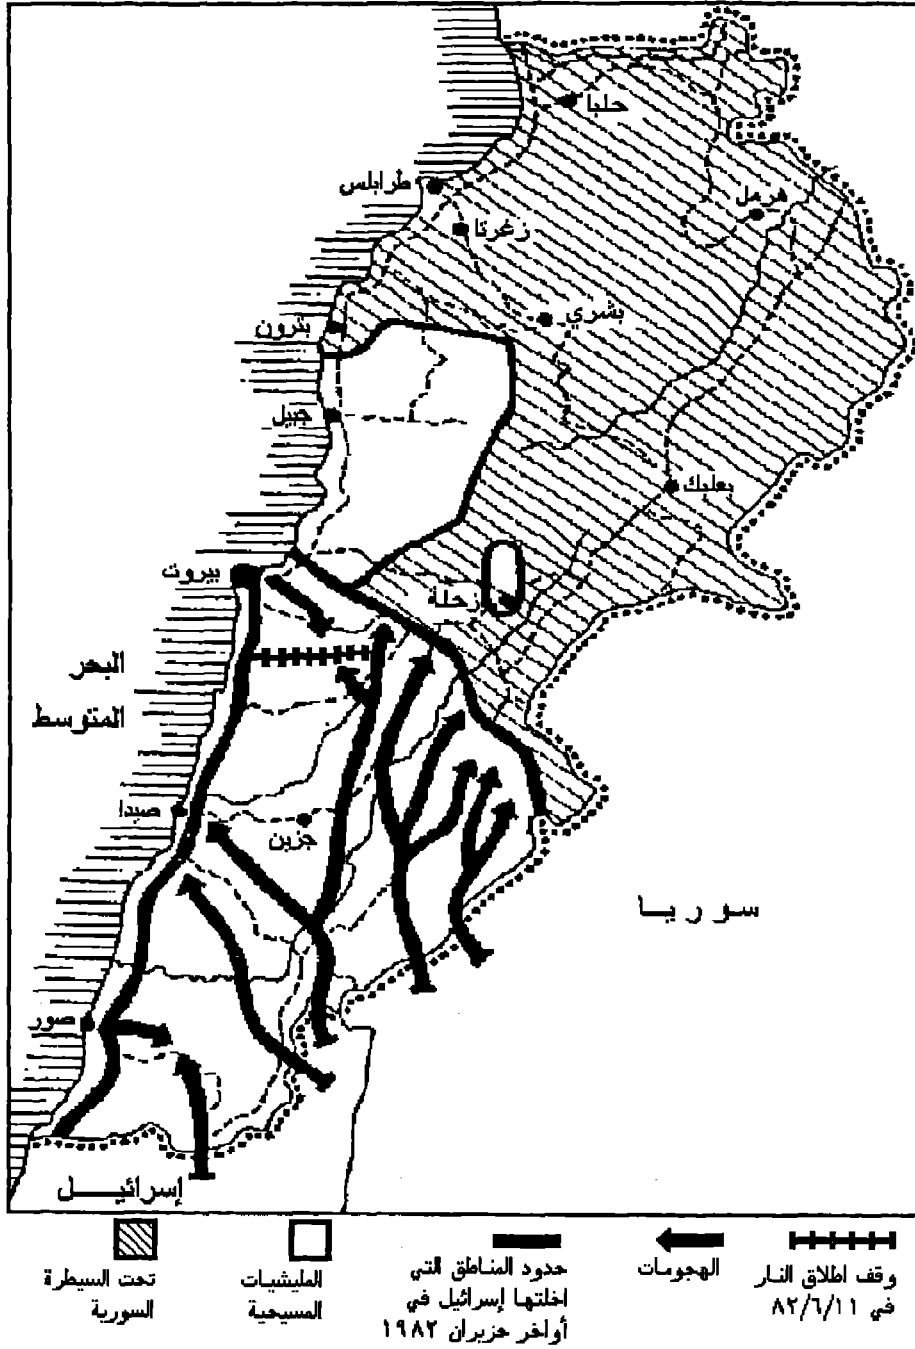 حلبا
طرابلس
هرمل
زغرتا
بشري
بترون
جبيل
بعلبك
بيروت
زحلة
البحر
المتوسط
صيدا
جزين
سوريا
صور
إسرائيل
تحت السيطرة
السورية
المليشيات
المسيحية
حدود المناطق التي
اخلتها إسرائيل في
أواخر حزيران ١٩٨٢
الهجومات
وقف اطلاق النار
في ٨٢/٦/١١